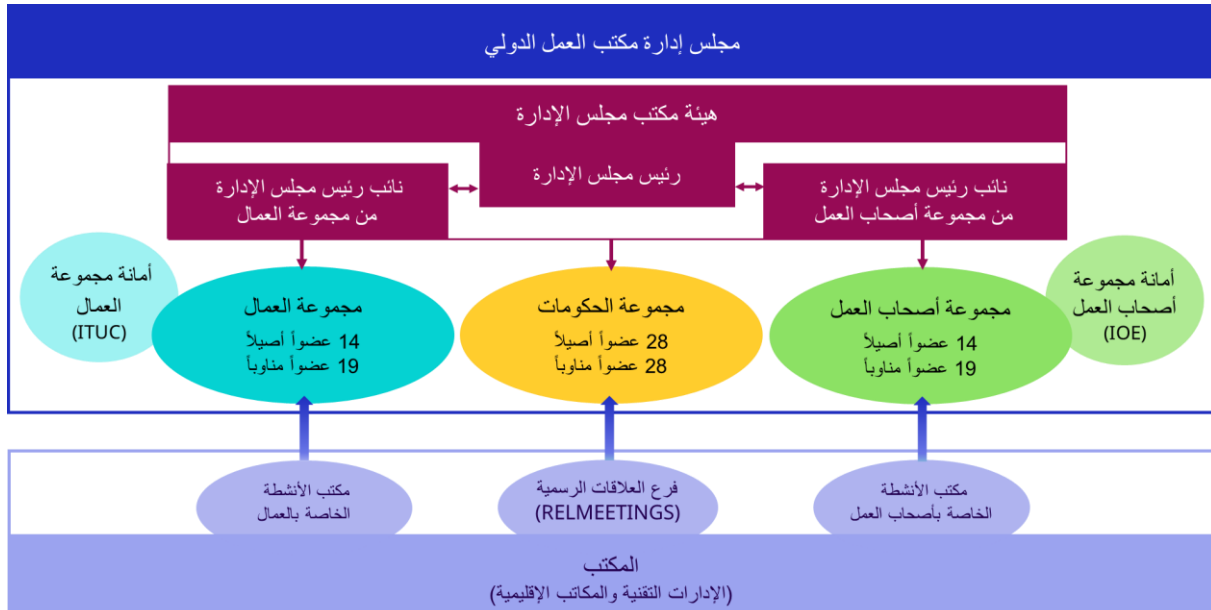 مجلس إدارة مكتب العمل الدولي
هيئة مكتب مجلس الإدارة
رئيس مجلس الإدارة
نائب رئيس مجلس الإدارة
من مجموعة أصحاب العمل
نائب رئيس مجلس الإدارة
من مجموعة العمال
أمانة مجموعة
أصحاب العمل
(IOE)
مجموعة أصحاب العمل
14 عضواً أصيلاً
19 عضواً مناوباً
مجموعة الحكومات
28 عضواً أصيلاً
28 عضواً مناوباً
مجموعة العمال
14 عضواً أصيلاً
19 عضواً مناوباً
أمانة مجموعة
العمال
(ITUC)
مكتب الأنشطة
الخاصة بأصحاب العمل
فرع العلاقات الرسمية
(RELMEETINGS)
مكتب الأنشطة
الخاصة بالعمال
المكتب
(الإدارات التقنية والمكاتب الإقليمية)